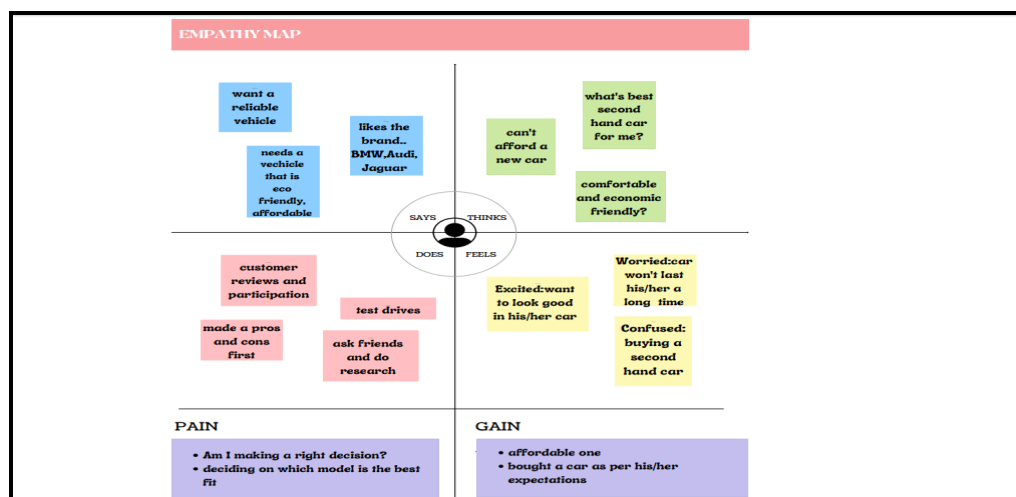 EMPATHY MAP
want a
reliable
vehicle
likes the
brand..
BMW,Audi,
Jaguar
needs a
vechicle
that is
eco
friendly,
affordable
can't
afford a
new car
what's best
second
hand car
for me?
comfortable
and economic
friendly?
SAYS
THINKS
DOES
FEELS
customer
reviews and
participation
test drives
made a pros
and cons
first
ask friends
and do
research
Excited:want
to look good
in his/her car
Worried:car
won't last
his/her a
long time
Confused:
buying a
second
hand car
PAIN
• Am I making a right decision?
• deciding on which model is the best
fit
GAIN
• affordable one
• bought a car as per his/her
expectations